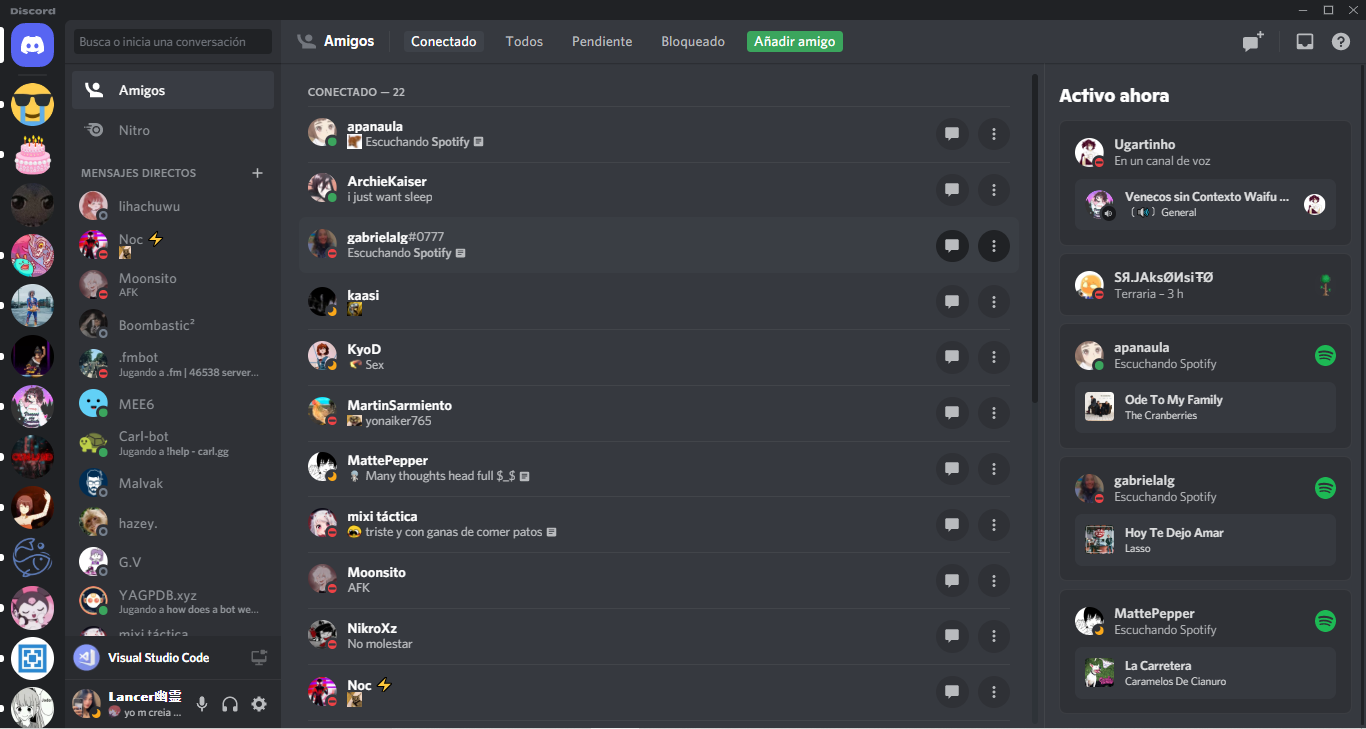 Discord
Busca o inicia una conversación
Amigos
Nitro
MENSAJES DIRECTOS
lihachuwu
Noc ⚡
Moonsito
AFK
Boombastic²
.fmbot
Jugando a .fm | 46538 server...
MEE6
Carl-bot
Jugando a !help - carl.gg
Malvak
hazey.
G.V
YAGPDB.xyz
Jugando a how does a bot we...
mixi táctica
Visual Studio Code
Lancer幽霊
yo m creia ...
Amigos
Conectado
Todos
Pendiente
Bloqueado
Añadir amigo
CONECTADO — 22
apanaula
Escuchando Spotify
ArchieKaiser
i just want sleep
gabrielalg#0777
Escuchando Spotify
kaasi
KyoD
Sex
MartinSarmiento
yonaiker765
MattePepper
Many thoughts head full $_$
mixi táctica
triste y con ganas de comer patos
Moonsito
AFK
NikroXz
No molestar
Noc ⚡
Activo ahora
Ugartinho
En un canal de voz
Venecos sin Contexto Waifu ...
〔🔊〕General
SЯ.JAksØИsiŦØ
Terraria – 3 h
apanaula
Escuchando Spotify
Ode To My Family
The Cranberries
gabrielalg
Escuchando Spotify
Hoy Te Dejo Amar
Lasso
MattePepper
Escuchando Spotify
La Carretera
Caramelos De Cianuro